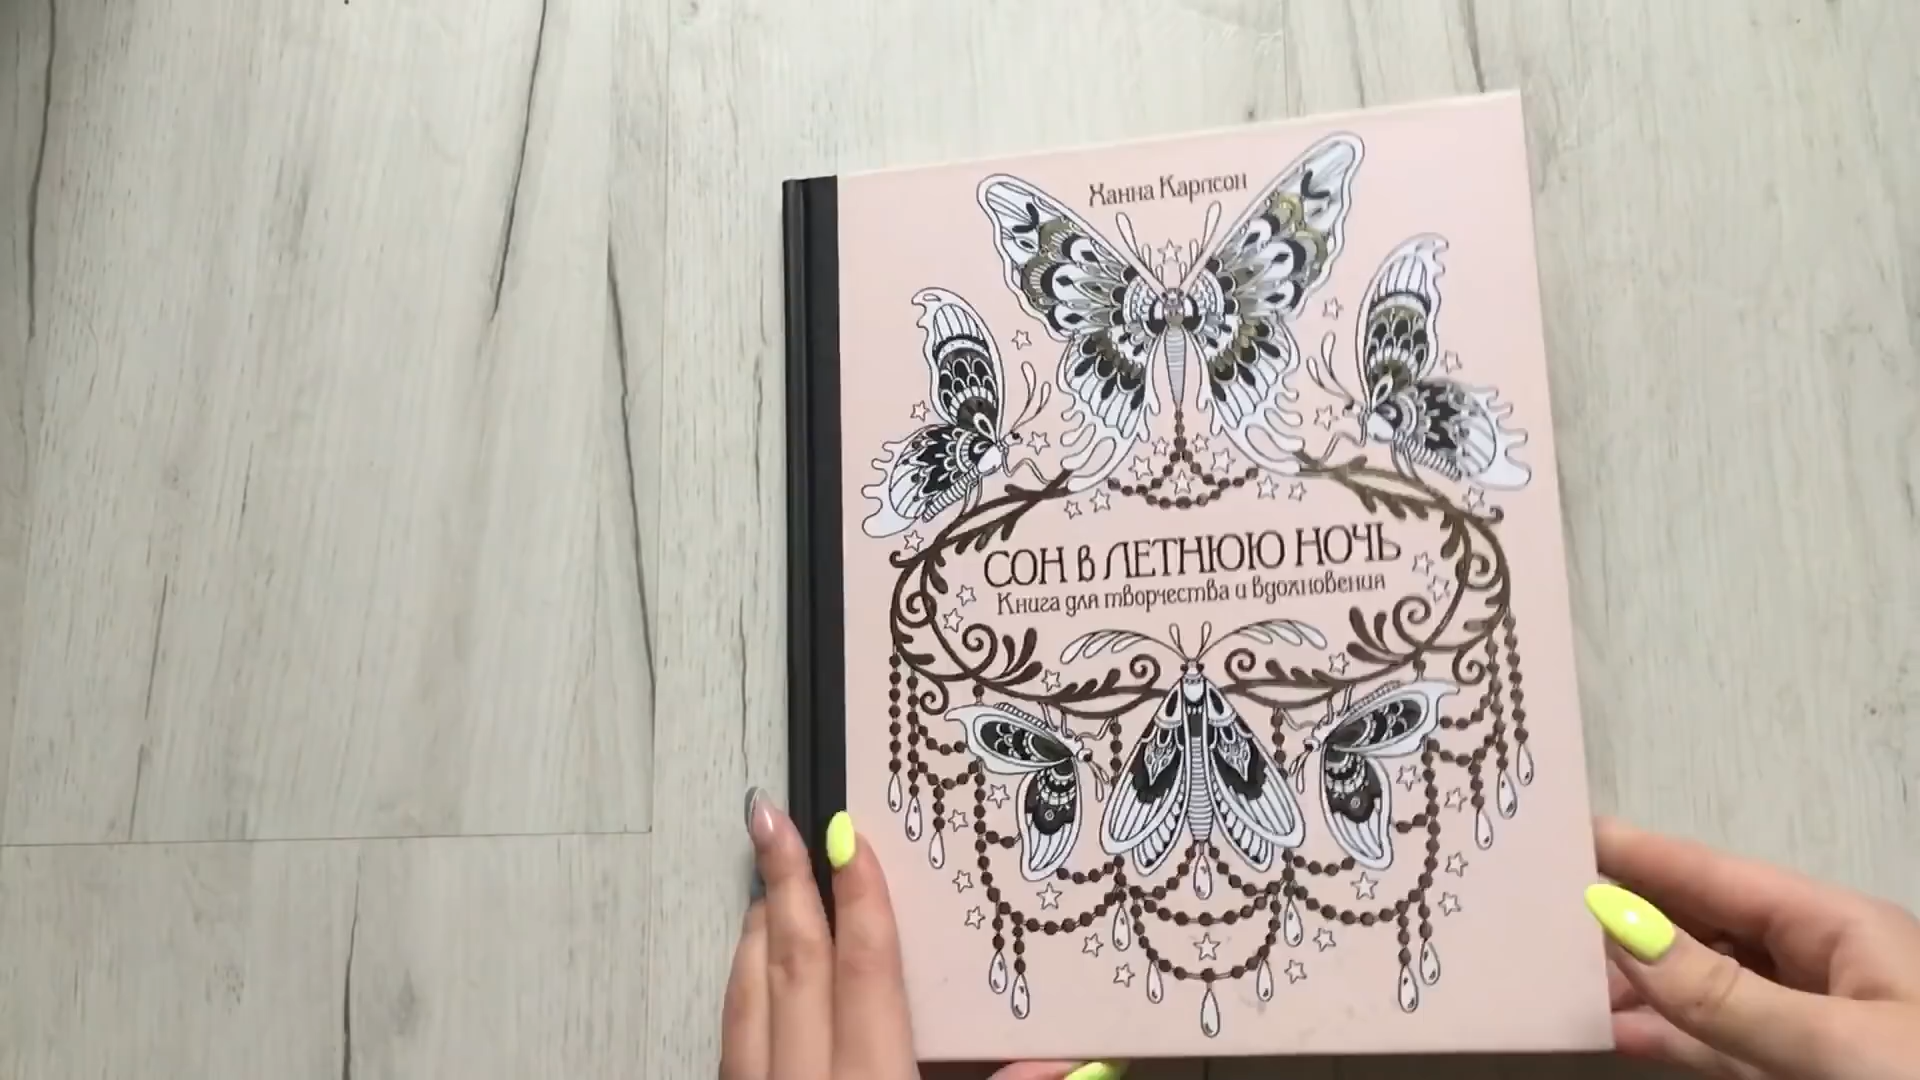 Ханна Карлсон
СОН В ЛЕТНЮЮ НОЧЬ
Книга для творчества и вдохновения